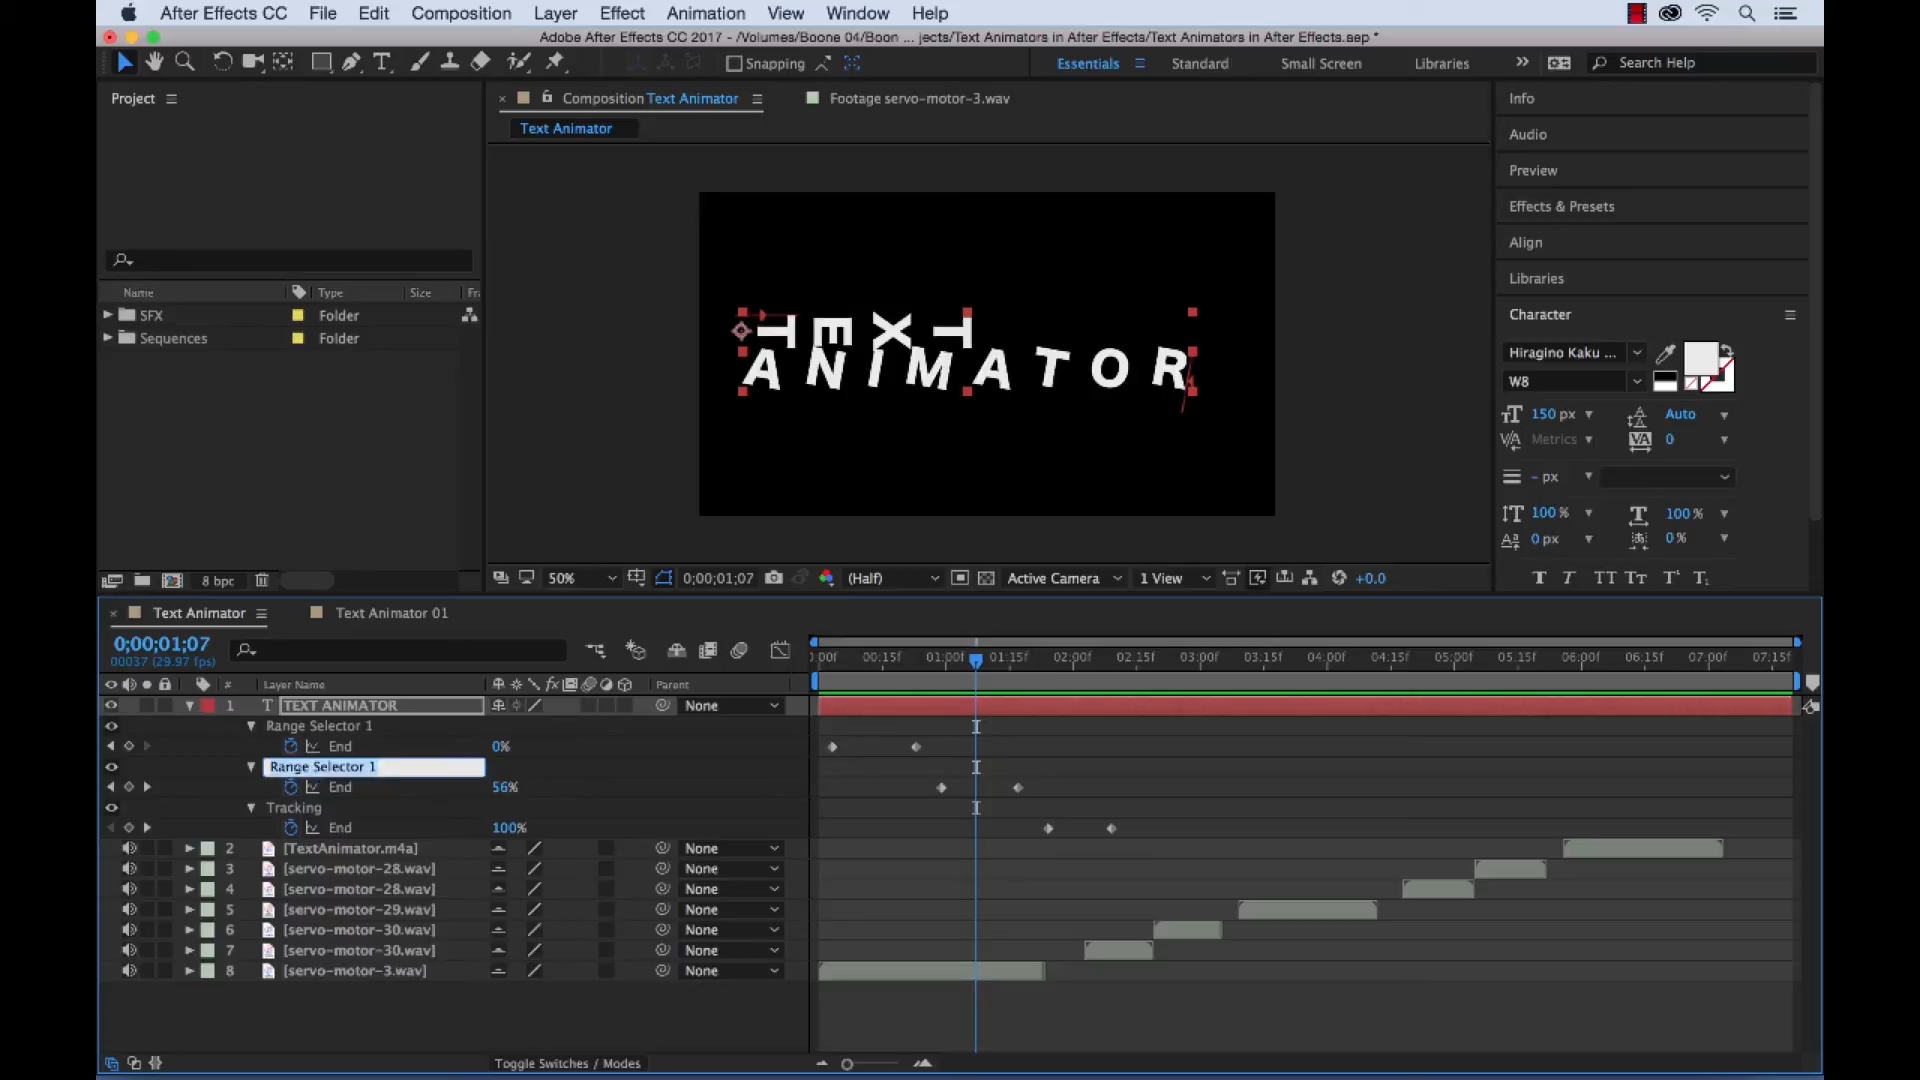 After Effects CC File Edit Composition Layer Effect Animation View Window Help
Adobe After Effects CC 2017 - /Volumes/Boone 04/Boon ... jects/Text Animators in After Effects/Text Animators in After Effects.aep *
Snapping Essentials Standard Small Screen Libraries Search Help
Project
Composition Text Animator
Footage servo-motor-3.wav
Text Animator
Name Type Size Fr
SFX Folder
Sequences Folder
8 bpc
TEXT
ANIMATOR
50% 0;00;01;07 (Half) Active Camera 1 View +0.0
Info
Audio
Preview
Effects & Presets
Align
Libraries
Character
Hiragino Kaku ...
W8
150 px Auto
Metrics 0
- px
100 % 100 %
0 px 0 %
Text Animator Text Animator 01
0;00;01;07
00037 (29.97 fps)
:00f 00:15f 01:00f 01:15f 02:00f 02:15f 03:00f 03:15f 04:00f 04:15f 05:00f 05:15f 06:00f 06:15f 07:00f 07:15f
# Layer Name Parent
1 TEXT ANIMATOR None
Range Selector 1
End 0%
Range Selector 1
End 56%
Tracking
End 100%
2 [TextAnimator.m4a] None
3 [servo-motor-28.wav] None
4 [servo-motor-28.wav] None
5 [servo-motor-29.wav] None
6 [servo-motor-30.wav] None
7 [servo-motor-30.wav] None
8 [servo-motor-3.wav] None
Toggle Switches / Modes